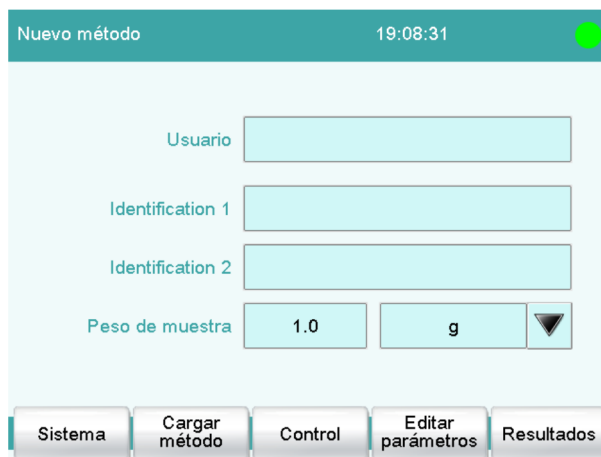 Nuevo método 19:08:31
Usuario
Identification 1
Identification 2
Peso de muestra 1.0 g
Sistema Cargar método Control Editar parámetros Resultados